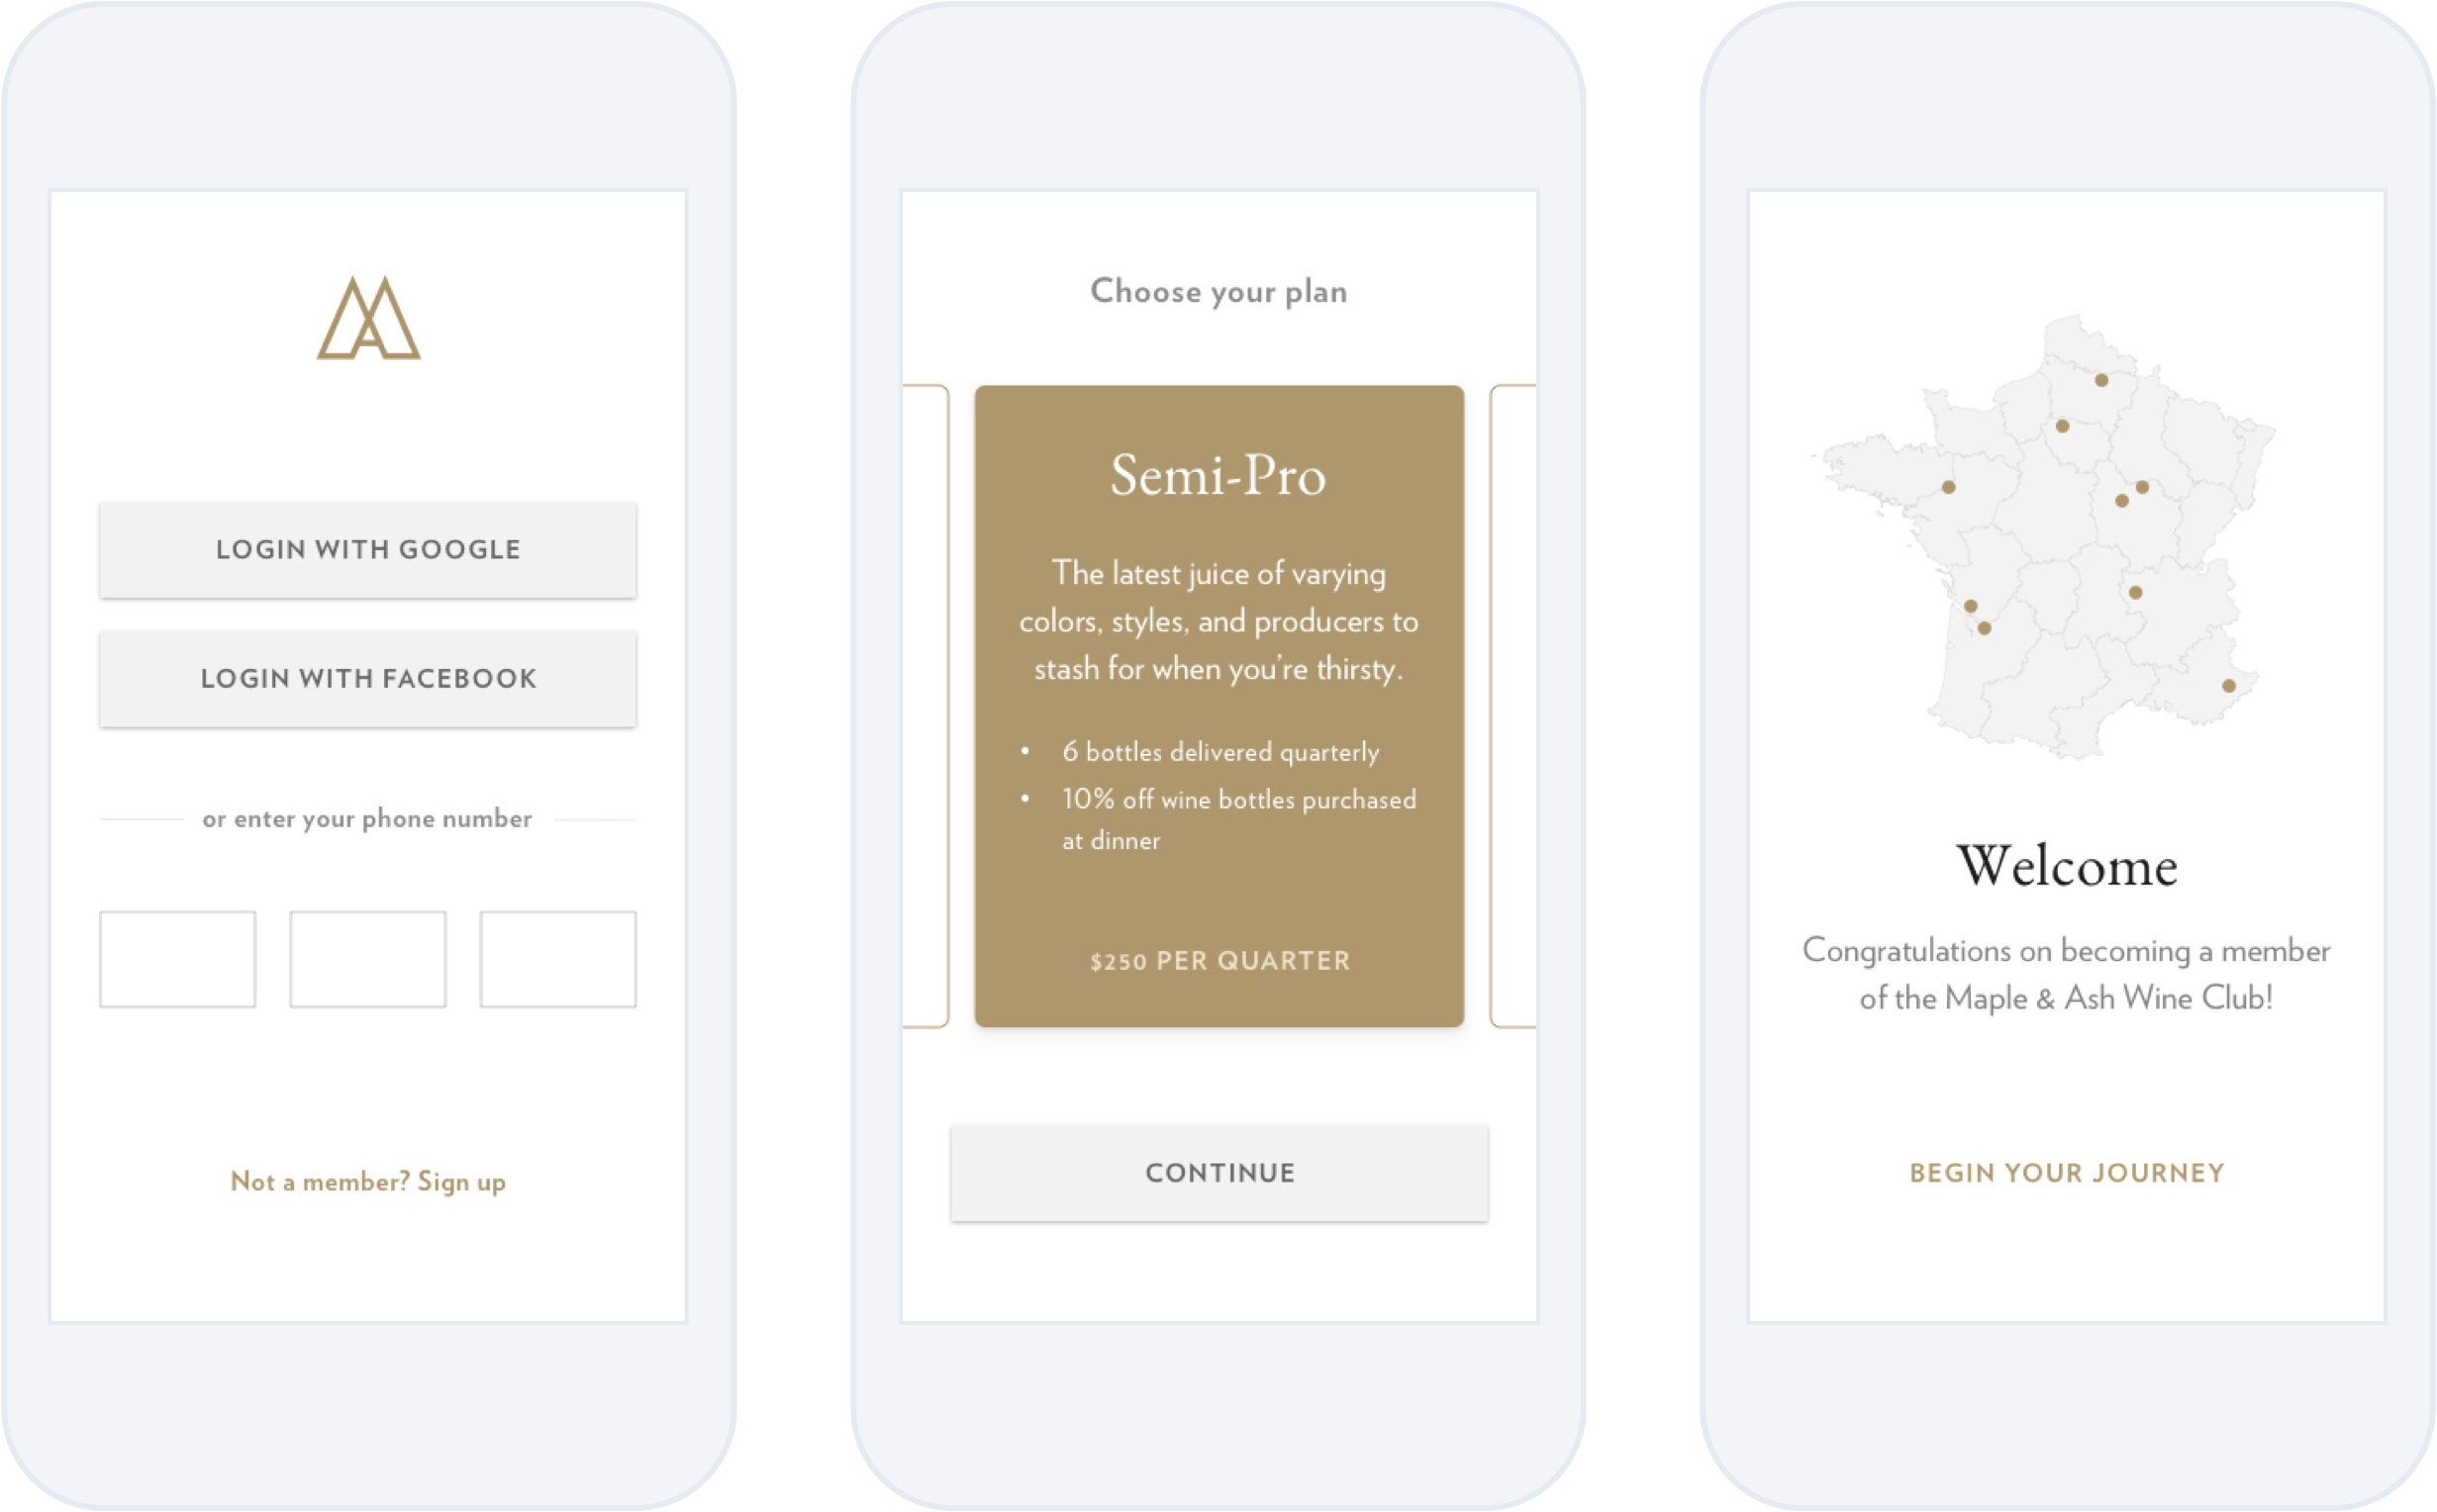 LOGIN WITH GOOGLE
LOGIN WITH FACEBOOK
or enter your phone number
Not a member? Sign up
Choose your plan
Semi-Pro
The latest juice of varying
colors, styles, and producers to
stash for when you’re thirsty.
• 6 bottles delivered quarterly
• 10% off wine bottles purchased
at dinner
$250 PER QUARTER
CONTINUE
Welcome
Congratulations on becoming a member
of the Maple & Ash Wine Club!
BEGIN YOUR JOURNEY